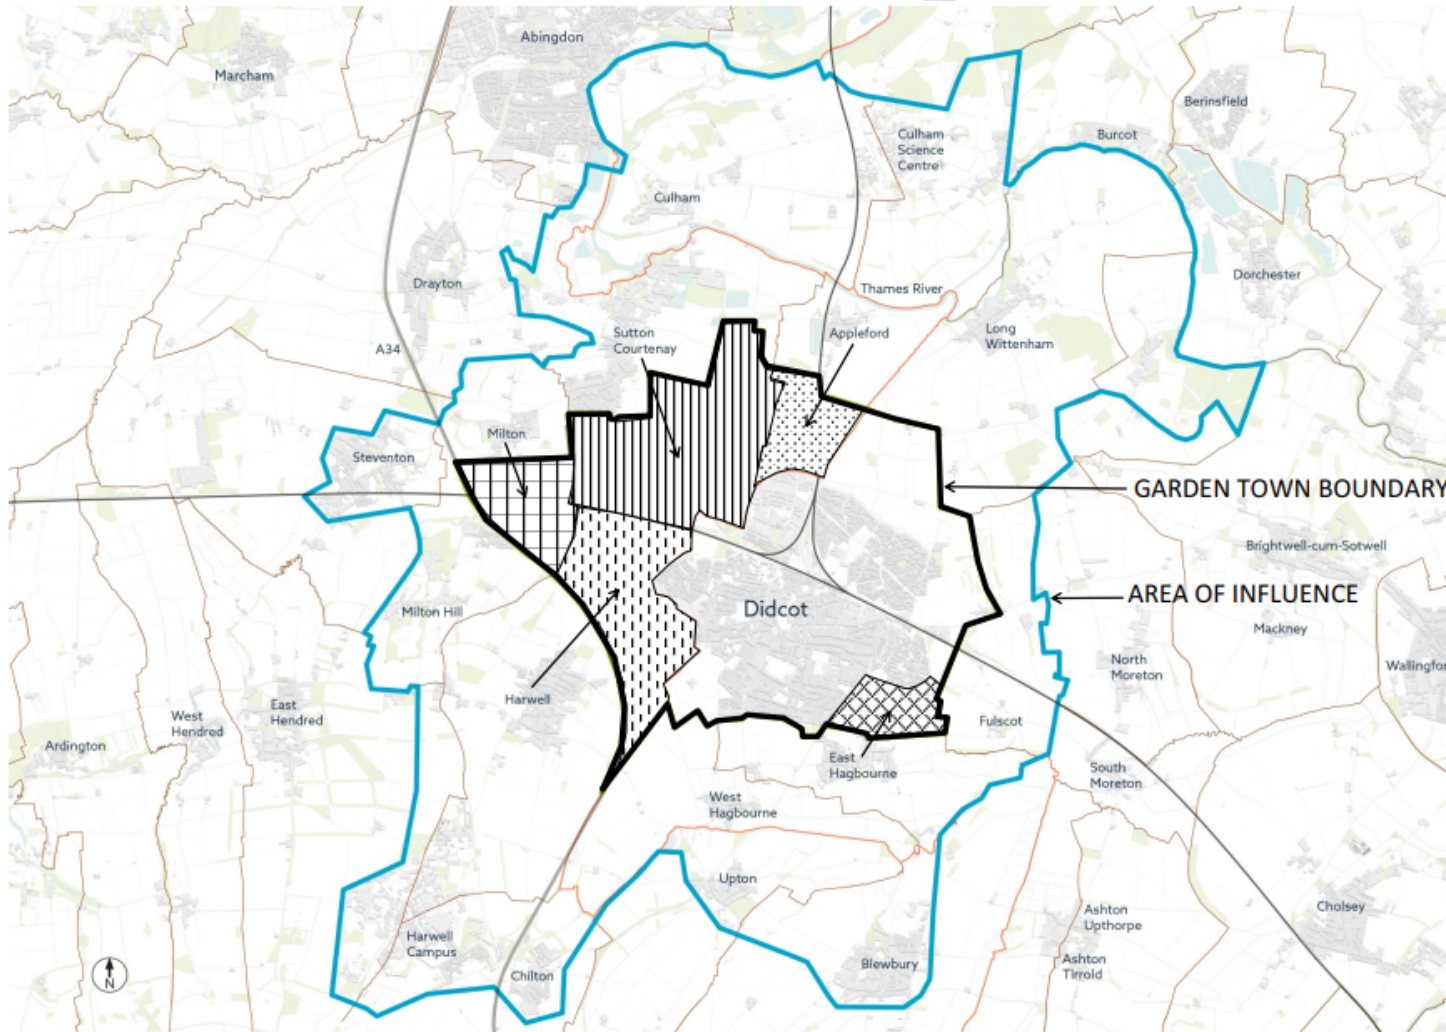 Abingdon
Marcham
Berinsfield
Culham
Science
Centre
Burcot
Culham
Dorchester
Drayton
Thames River
Sutton
Courtenay
Appleford
Long
Wittenham
A34
Milton
Steventon
GARDEN TOWN BOUNDARY
Brightwell-cum-Sotwell
AREA OF INFLUENCE
Milton Hill
Didcot
Mackney
North
Moreton
Wallingfor
Harwell
East
Hendred
West
Hendred
Fulscot
Ardington
East
Hagbourne
South
Moreton
West
Hagbourne
Upton
Cholsey
Ashton
Upthorpe
Harwell
Campus
Blewbury
Ashton
Tirrold
Chilton
N